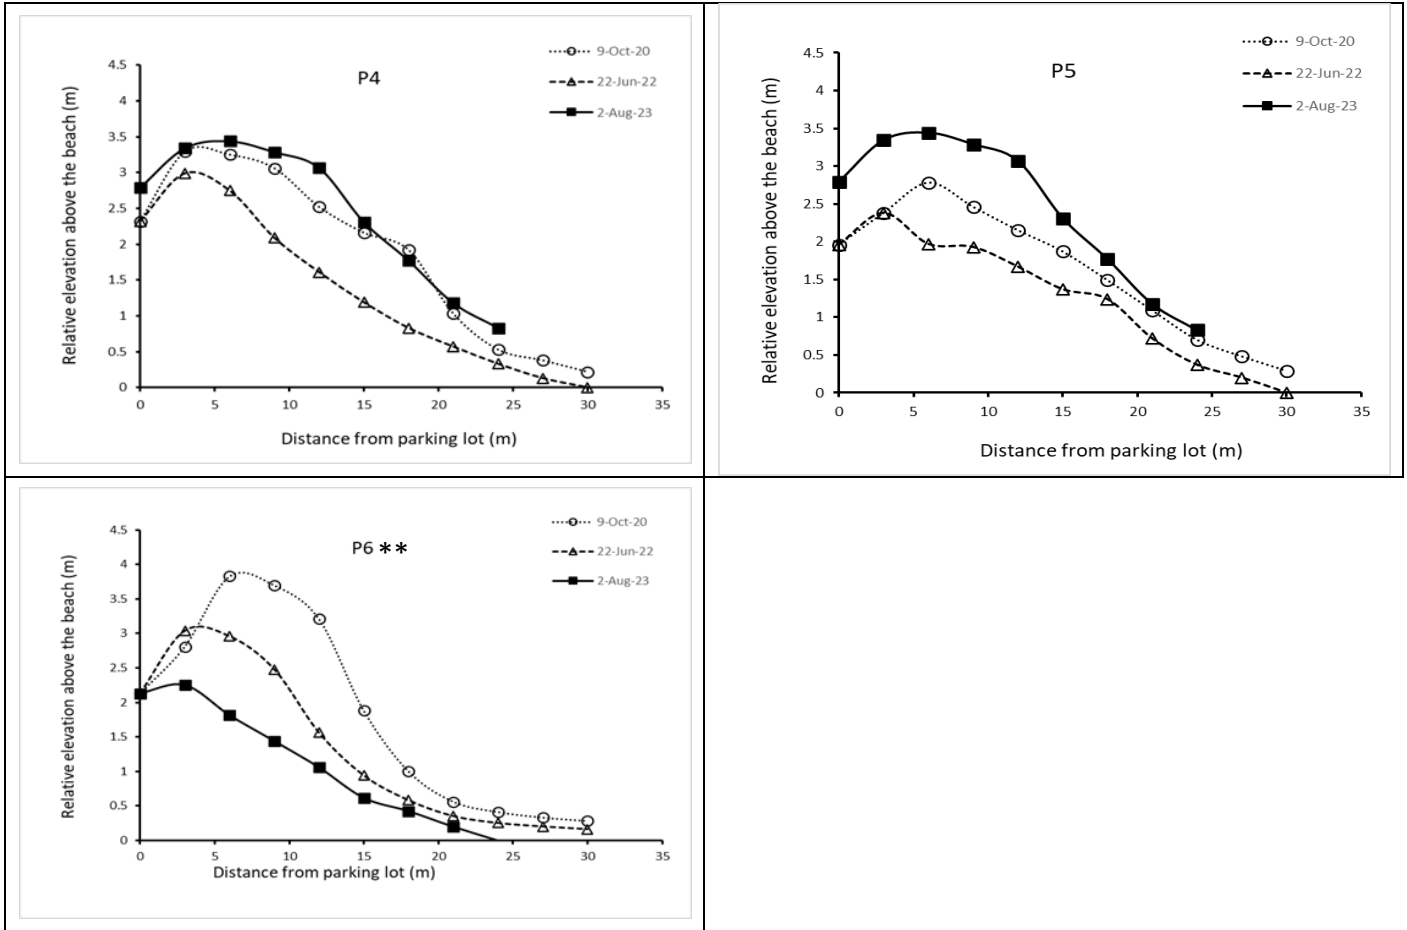 P4
9-Oct-20
22-Jun-22
2-Aug-23
Relative elevation above the beach (m)
4.5
4
3.5
3
2.5
2
1.5
1
0.5
0
0 5 10 15 20 25 30 35
Distance from parking lot (m)
P5
9-Oct-20
22-Jun-22
2-Aug-23
Relative elevation above the beach (m)
4.5
4
3.5
3
2.5
2
1.5
1
0.5
0
0 5 10 15 20 25 30 35
Distance from parking lot (m)
P6 **
9-Oct-20
22-Jun-22
2-Aug-23
Relative elevation above the beach (m)
4.5
4
3.5
3
2.5
2
1.5
1
0.5
0
0 5 10 15 20 25 30 35
Distance from parking lot (m)